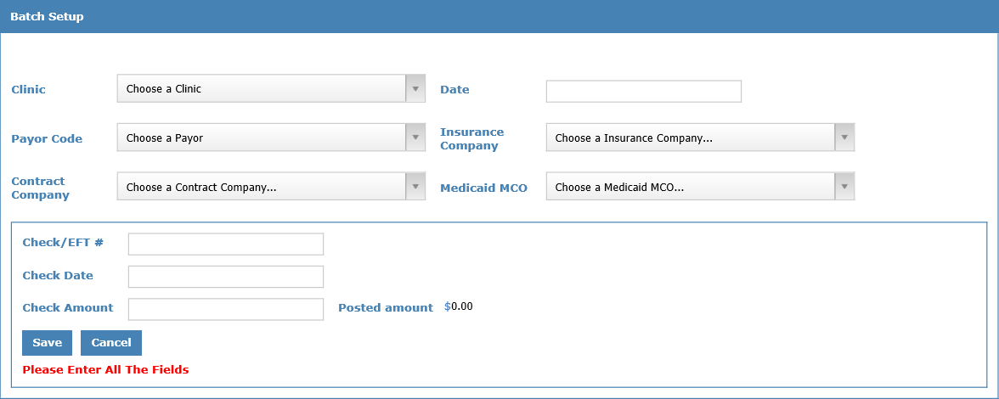 Batch Setup
Clinic
Choose a Clinic
Date
Payor Code
Choose a Payor
Insurance
Company
Choose a Insurance Company...
Contract
Company
Choose a Contract Company...
Medicaid MCO
Choose a Medicaid MCO...
Check/EFT #
Check Date
Check Amount
Posted amount $0.00
Save
Cancel
Please Enter All The Fields